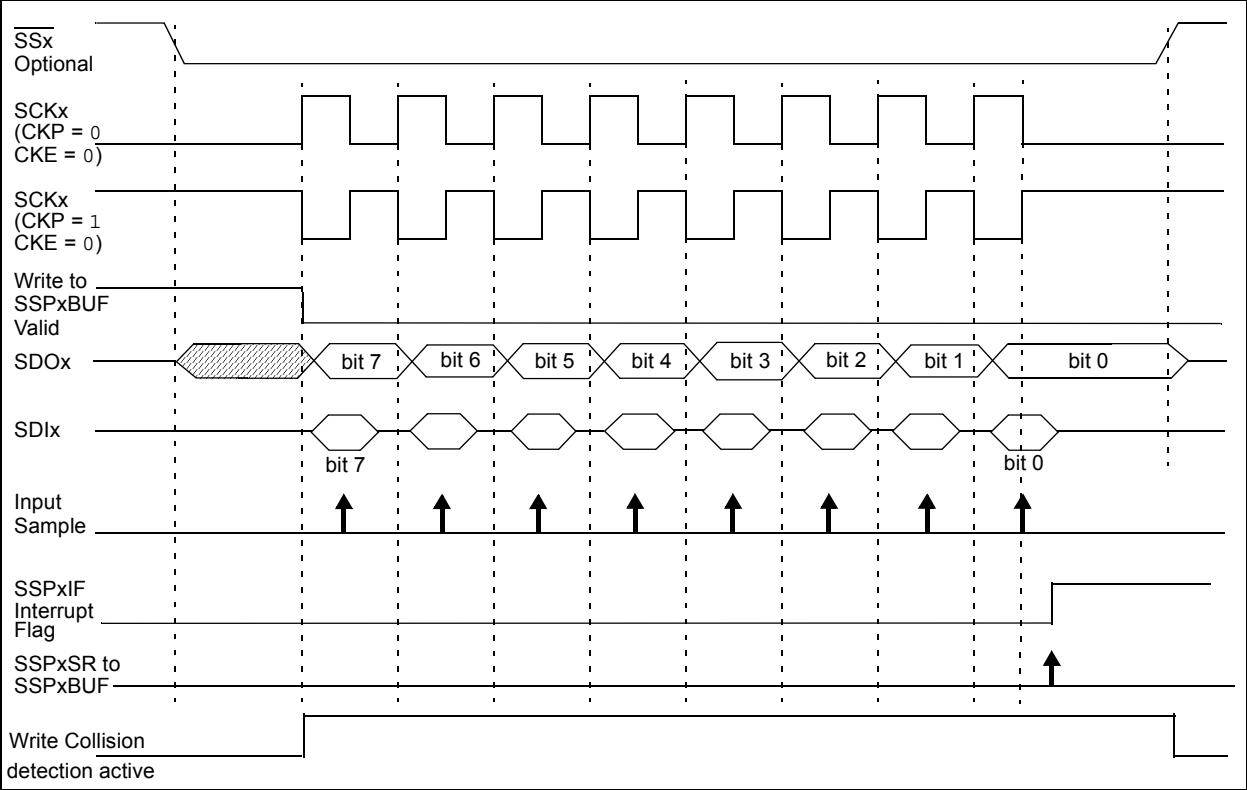 SSx
Optional
SCKx
(CKP = 0
CKE = 0)
SCKx
(CKP = 1
CKE = 0)
Write to
SSPxBUF
Valid
SDOx
bit 7
bit 6
bit 5
bit 4
bit 3
bit 2
bit 1
bit 0
SDIx
bit 7
bit 0
Input
Sample
SSPxIF
Interrupt
Flag
SSPxSR to
SSPxBUF
Write Collision
detection active